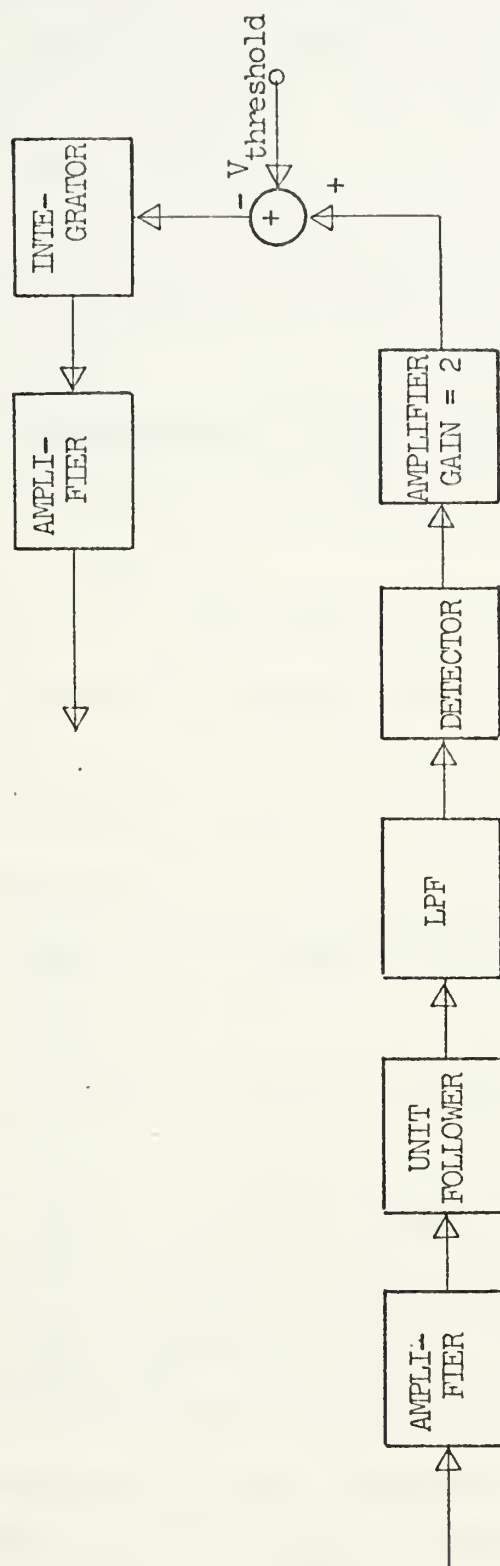 AMPLI-
FIER
UNIT
FOLLOWER
LPF
DETECTOR
AMPLIFIER
GAIN = 2
+
+
-
V threshold
INTE-
GRATOR
AMPLI-
FIER